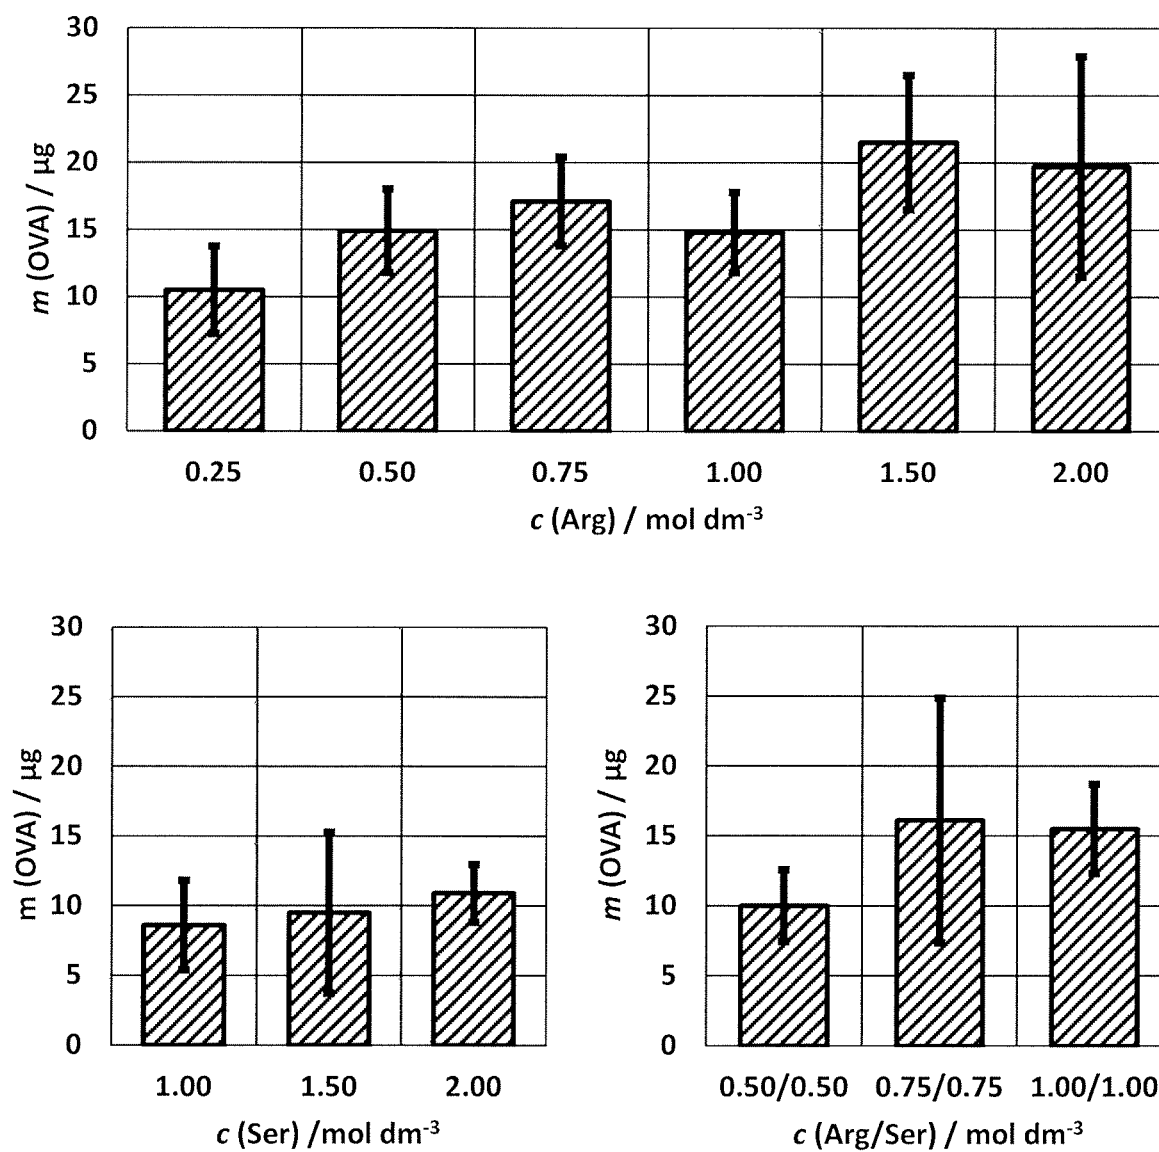 30
25
20
15
10
5
0
m (OVA) / µg
0.25 0.50 0.75 1.00 1.50 2.00
c (Arg) / mol dm⁻³
30
25
20
15
10
5
0
m (OVA) / µg
1.00 1.50 2.00
c (Ser) /mol dm⁻³
30
25
20
15
10
5
0
m (OVA) / µg
0.50/0.50 0.75/0.75 1.00/1.00
c (Arg/Ser) / mol dm⁻³